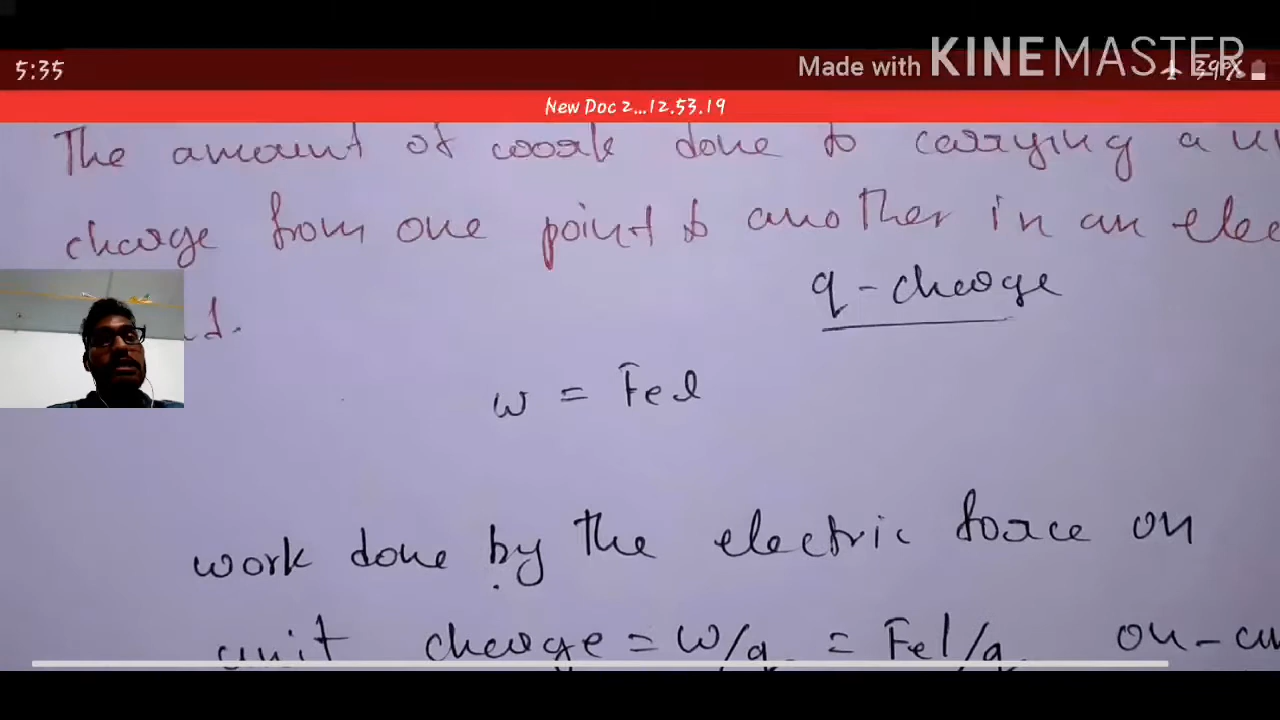 Made with KINEMASTER
5:35 39%
New Doc 2...12.53.19
The amount of work done to carrying a
charge from one point to another in an
q - charge
w = Fel
work done by the electric force on
unit charge = W/q = Fel/q